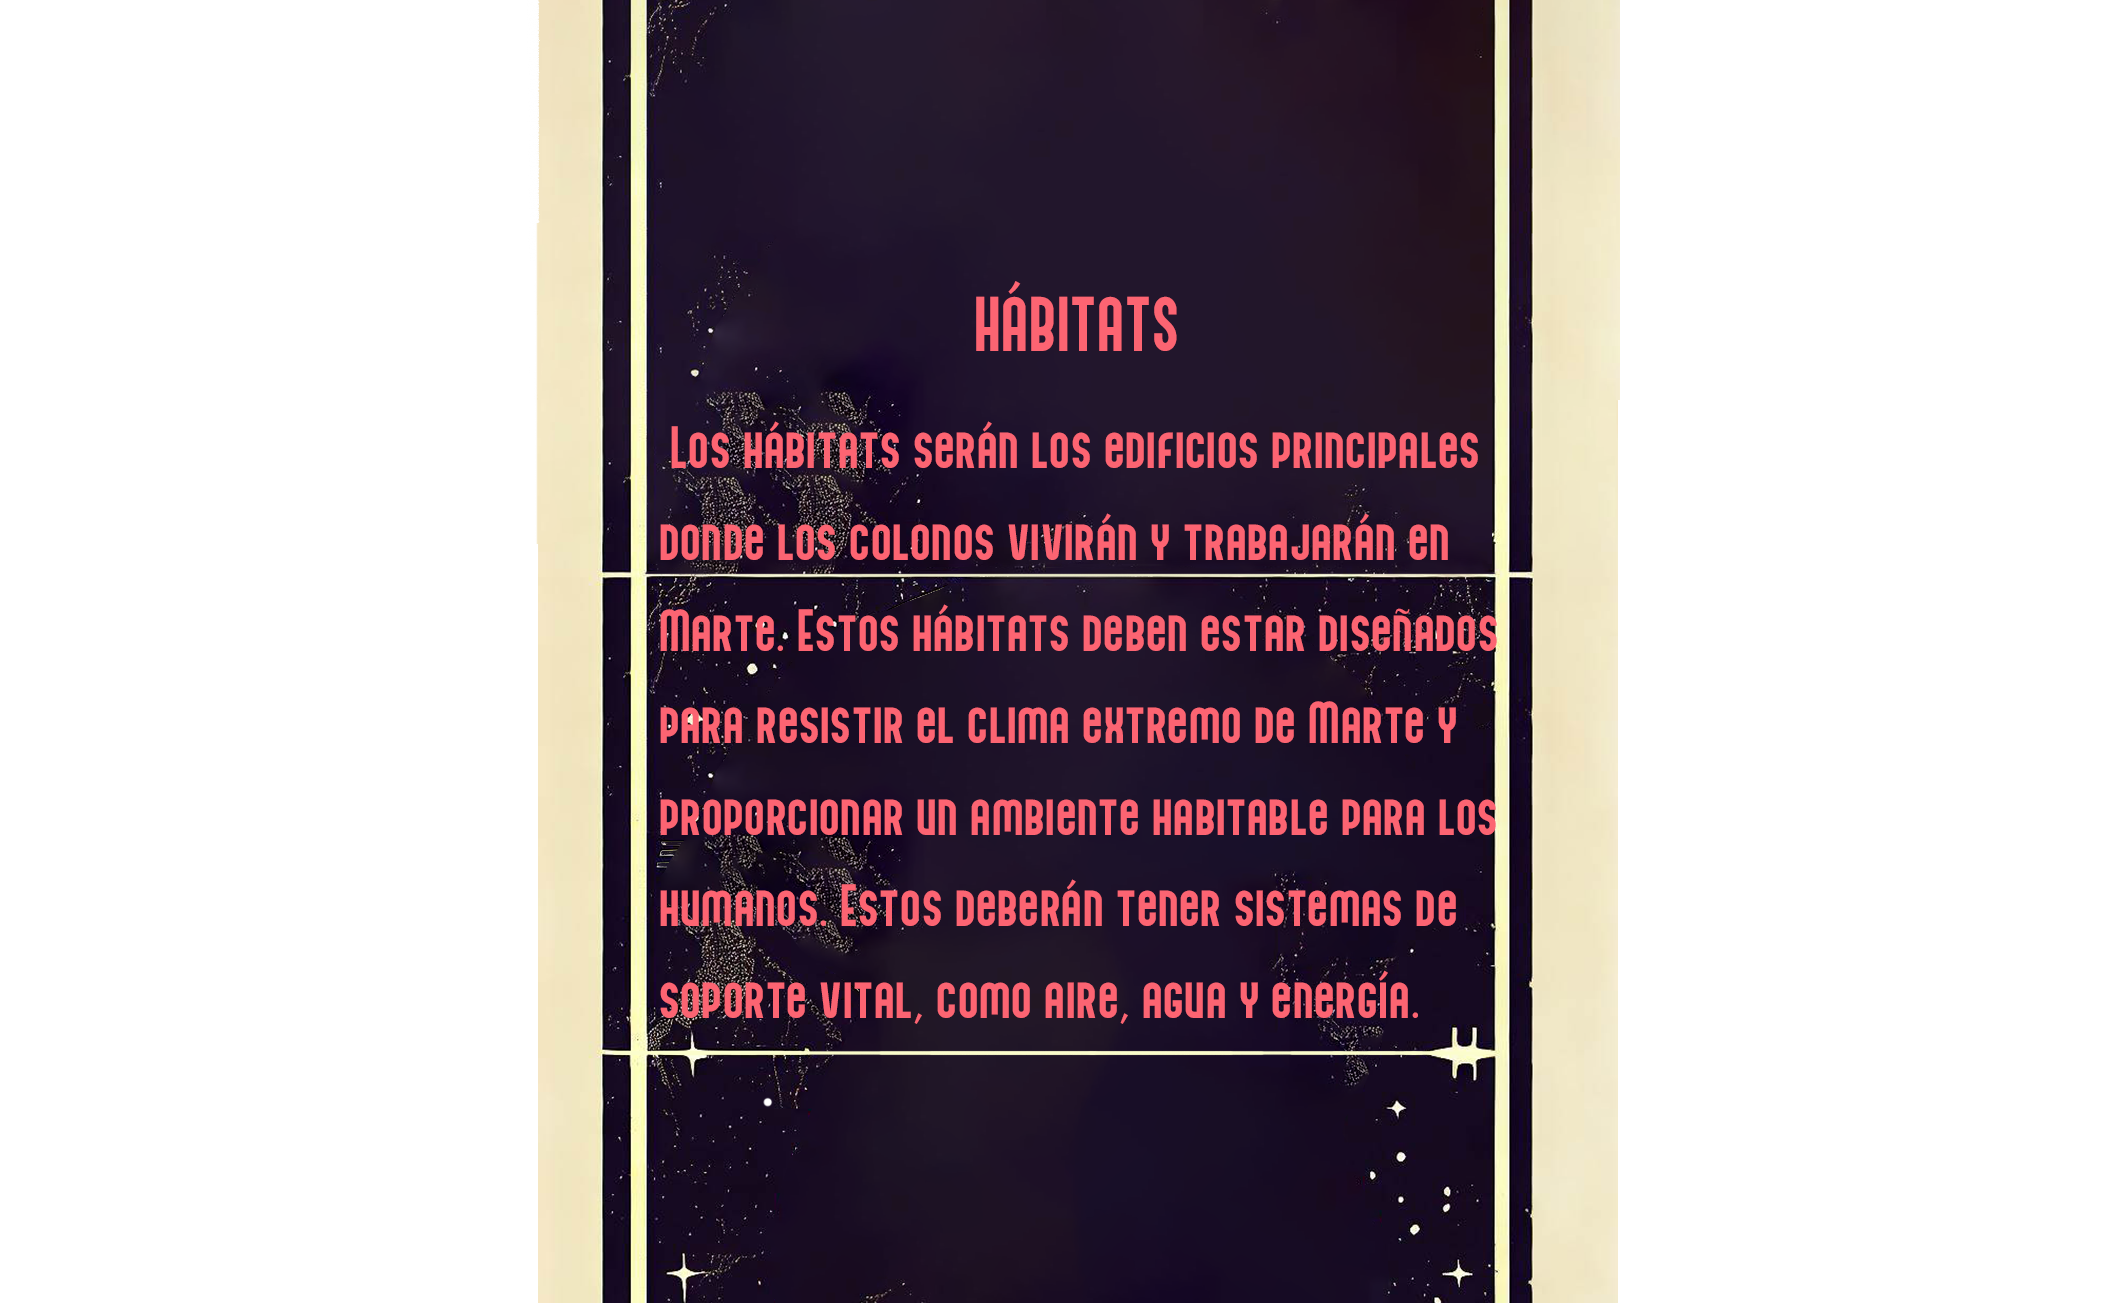 HÁBITATS
Los hábitats serán los edificios principales
donde los colonos vivirán y trabajarán en
Marte. Estos hábitats deben estar diseñados
para resistir el clima extremo de Marte y
proporcionar un ambiente habitable para los
humanos. Estos deberán tener sistemas de
soporte vital, como aire, agua y energía.